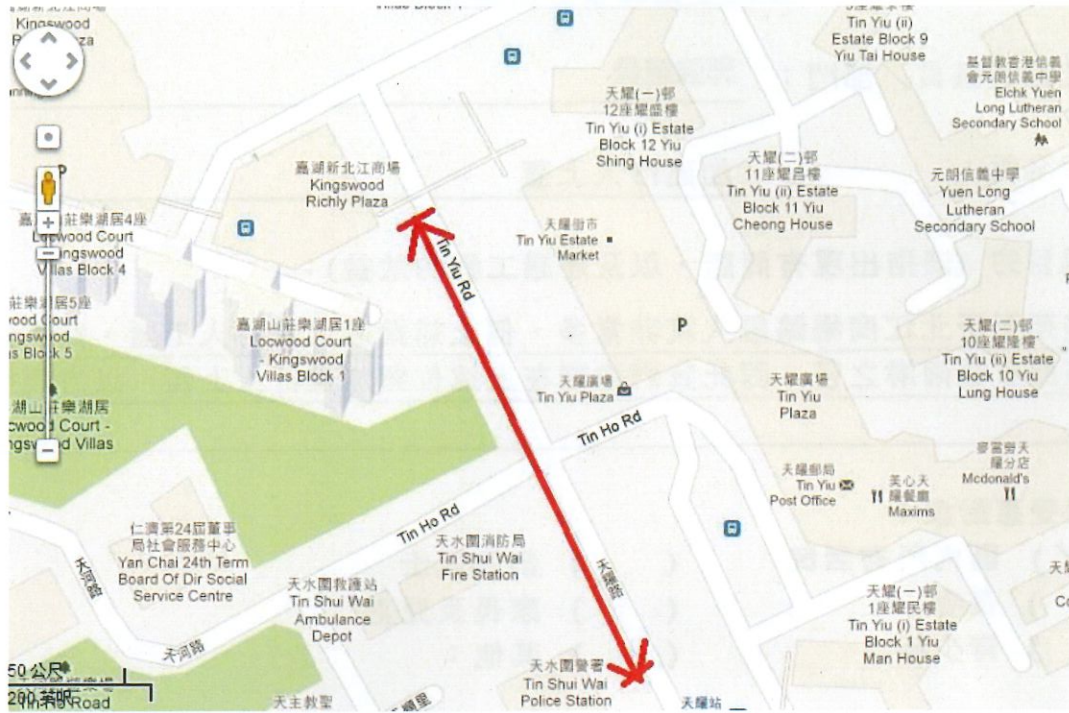 Kingswood
天耀(一)邨
12座耀盛樓
Tin Yiu (i) Estate
Block 12 Yiu
Shing House
Tin Yiu (ii)
Estate Block 9
Yiu Tai House
基督教香港信義
會元朗信義中學
Elchk Yuen
Long Lutheran
Secondary School
嘉湖新北江商場
Kingswood
Richly Plaza
天耀(二)邨
11座耀昌樓
Tin Yiu (ii) Estate
Block 11 Yiu
Cheong House
元朗信義中學
Yuen Long
Lutheran
Secondary School
天耀街市
Tin Yiu Estate
Market
Tin Yiu Rd
Villas Block 4
P
嘉湖山莊樂湖居1座
Locwood Court
- Kingswood
Villas Block 1
天耀(二)邨
10座耀隆樓
Tin Yiu (ii) Estate
Block 10 Yiu
Lung House
天耀廣場
Tin Yiu Plaza
天耀廣場
Tin Yiu
Plaza
Tin Ho Rd
天耀郵局
Tin Yiu
Post Office
美心天
耀餐廳
Maxims
麥當勞天
耀分店
Mcdonald's
Tin Ho Rd
仁濟第24屆董事
局社會服務中心
Yan Chai 24th Term
Board Of Dir Social
Service Centre
天水圍消防局
Tin Shui Wai
Fire Station
天水圍救護站
Tin Shui Wai
Ambulance
Depot
天河路
天耀路
天河路
天耀(一)邨
1座耀民樓
Tin Yiu (i) Estate
Block 1 Yiu
Man House
天水圍警署
Tin Shui Wai
Police Station
天耀站
50 公尺
200 英呎
天主教聖